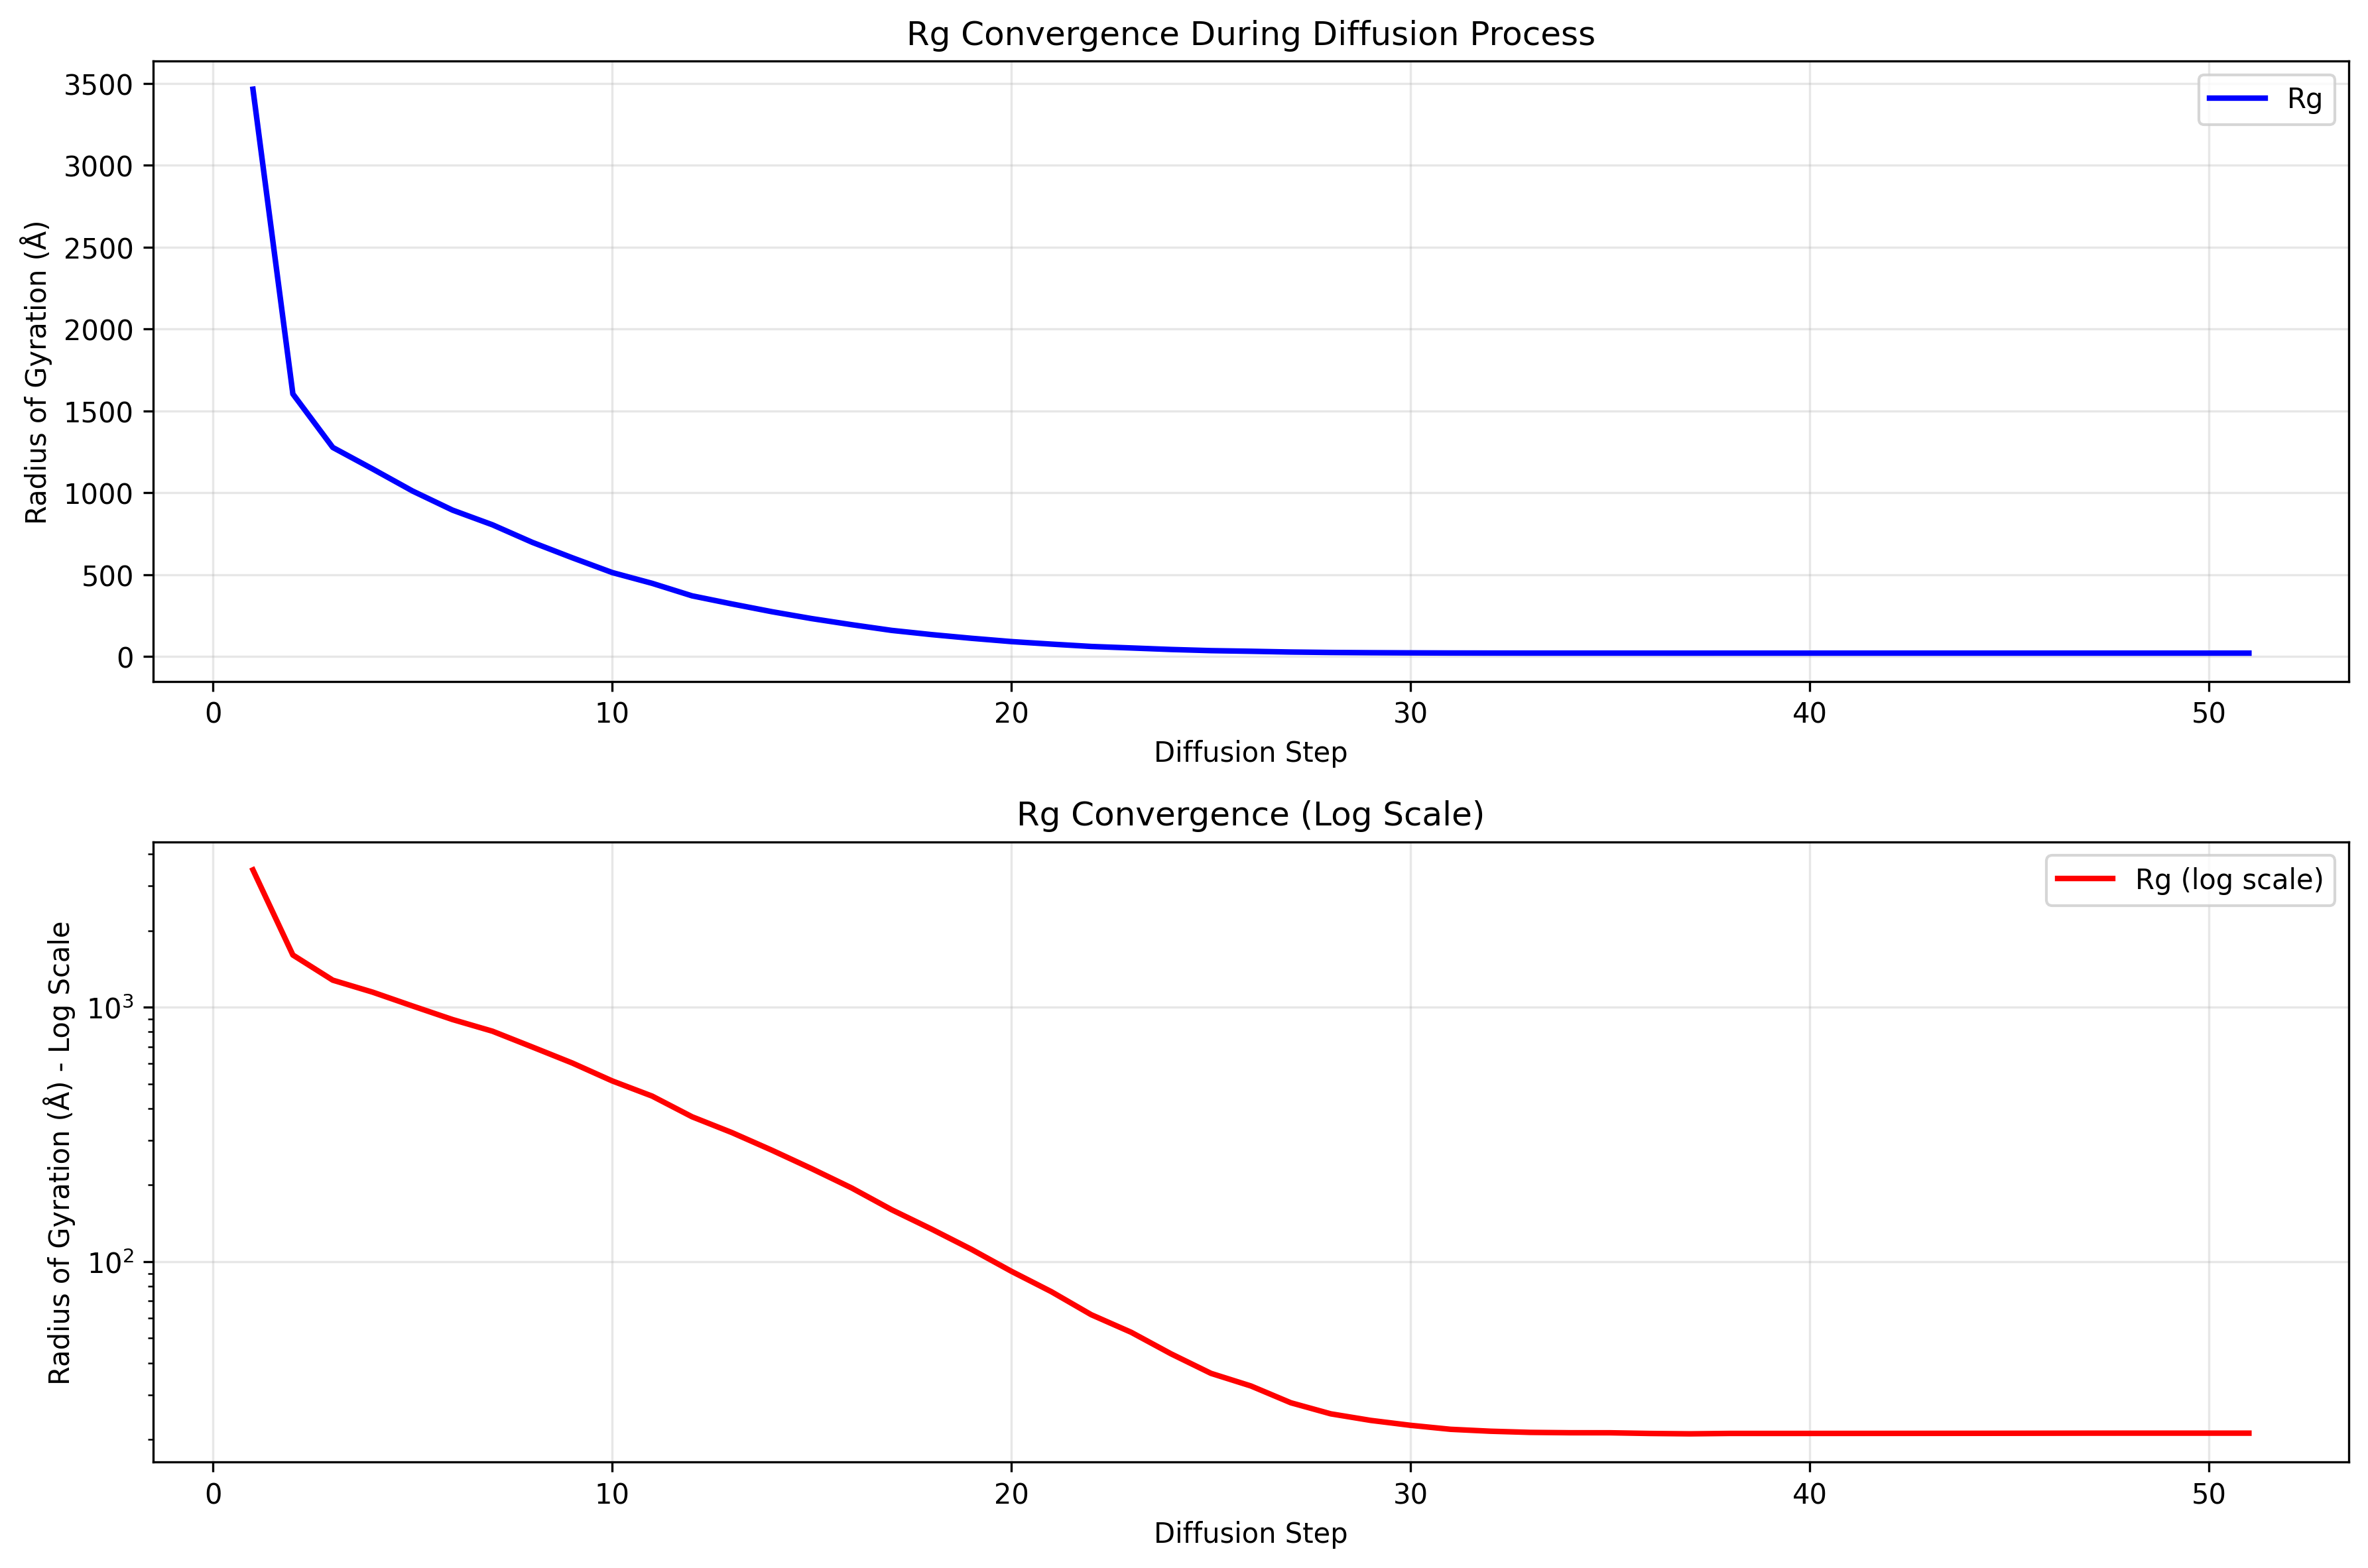 Rg Convergence During Diffusion Process
Radius of Gyration (Å)
3500
3000
2500
2000
1500
1000
500
0
Rg
0 10 20 30 40 50
Diffusion Step
Rg Convergence (Log Scale)
Radius of Gyration (Å) - Log Scale
10³
10²
Rg (log scale)
0 10 20 30 40 50
Diffusion Step